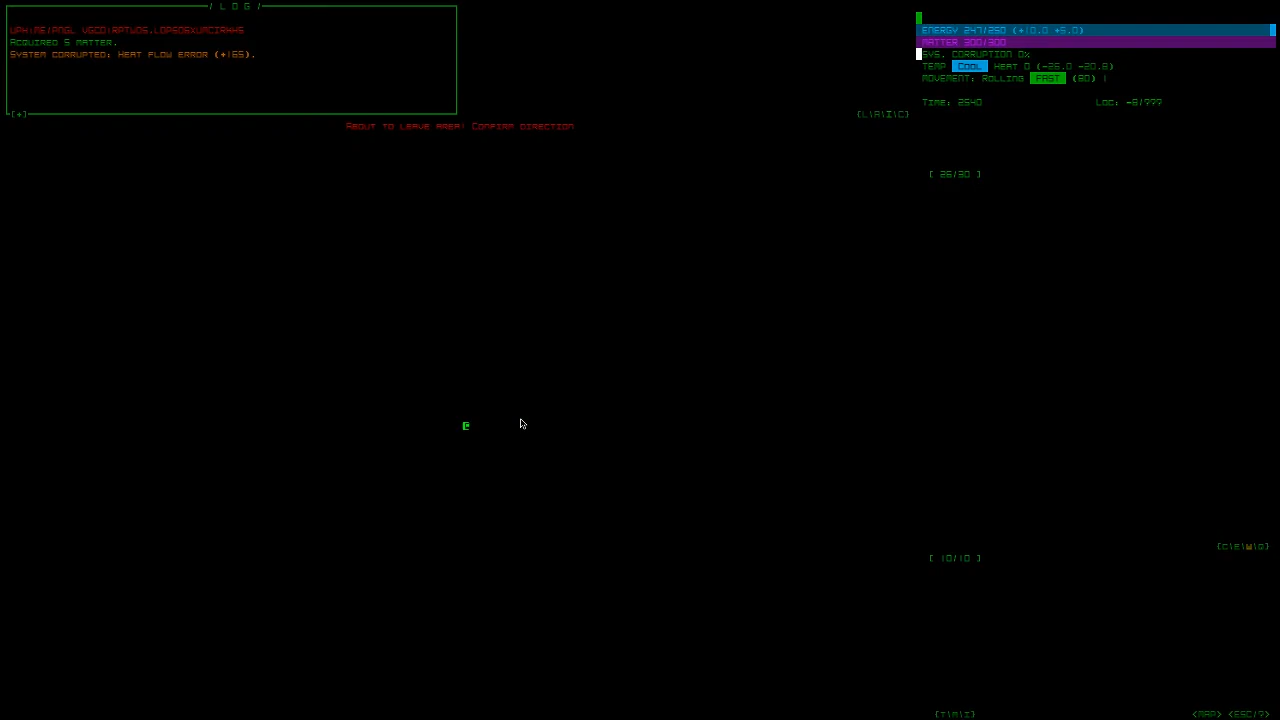 / L O G /
ACQUIRED 5 MATTER.
SYSTEM CORRUPTED: HEAT FLOW ERROR (+165).
[+]
[L\A\I\C]
ABOUT TO LEAVE AREA! CONFIRM DIRECTION
ENERGY 247/250 (+10.0 +5.0)
MATTER 300/300
SYS. CORRUPTION 0%
TEMP COOL HEAT 0 (-26.0 -20.8)
MOVEMENT: ROLLING FAST (80) |
TIME: 2540 LOC: -8/???
[ 26/30 ]
[C\E\W\Q]
[ 10/10 ]
[T\M\I]
<MAP> <ESC/?>